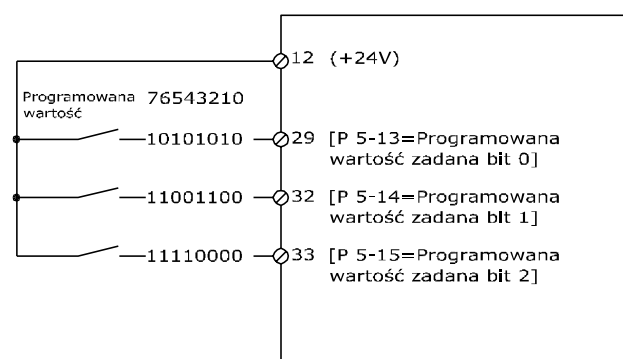 12 (+24V)
Programowana 76543210
wartość
10101010 29 [P 5-13=Programowana
wartość zadana bit 0]
11001100 32 [P 5-14=Programowana
wartość zadana bit 1]
11110000 33 [P 5-15=Programowana
wartość zadana bit 2]